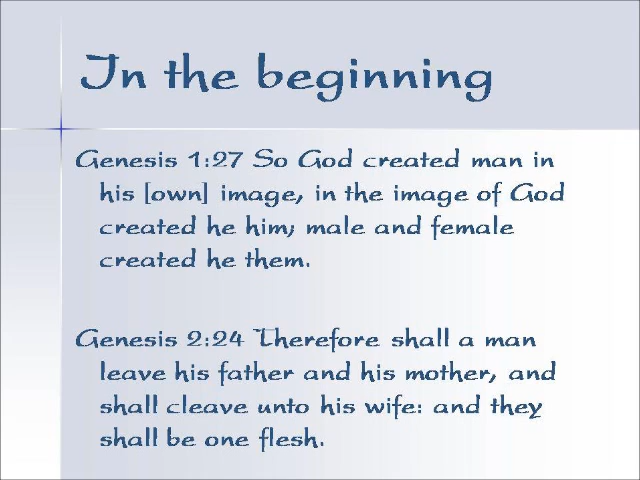 In the beginning
Genesis 1:27 So God created man in
his [own] image, in the image of God
created he him; male and female
created he them.
Genesis 2:24 Therefore shall a man
leave his father and his mother, and
shall cleave unto his wife: and they
shall be one flesh.